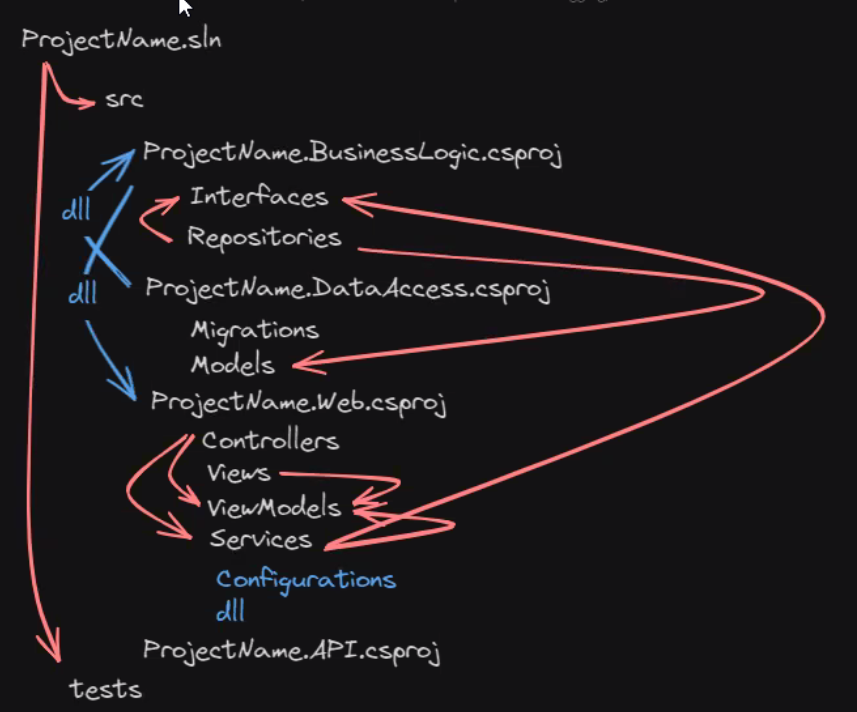 ProjectName.sln
src
ProjectName.BusinessLogic.csproj
Interfaces
dll
Repositories
ProjectName.DataAccess.csproj
dll
Migrations
Models
ProjectName.Web.csproj
Controllers
Views
ViewModels
Services
Configurations
dll
ProjectName.API.csproj
tests